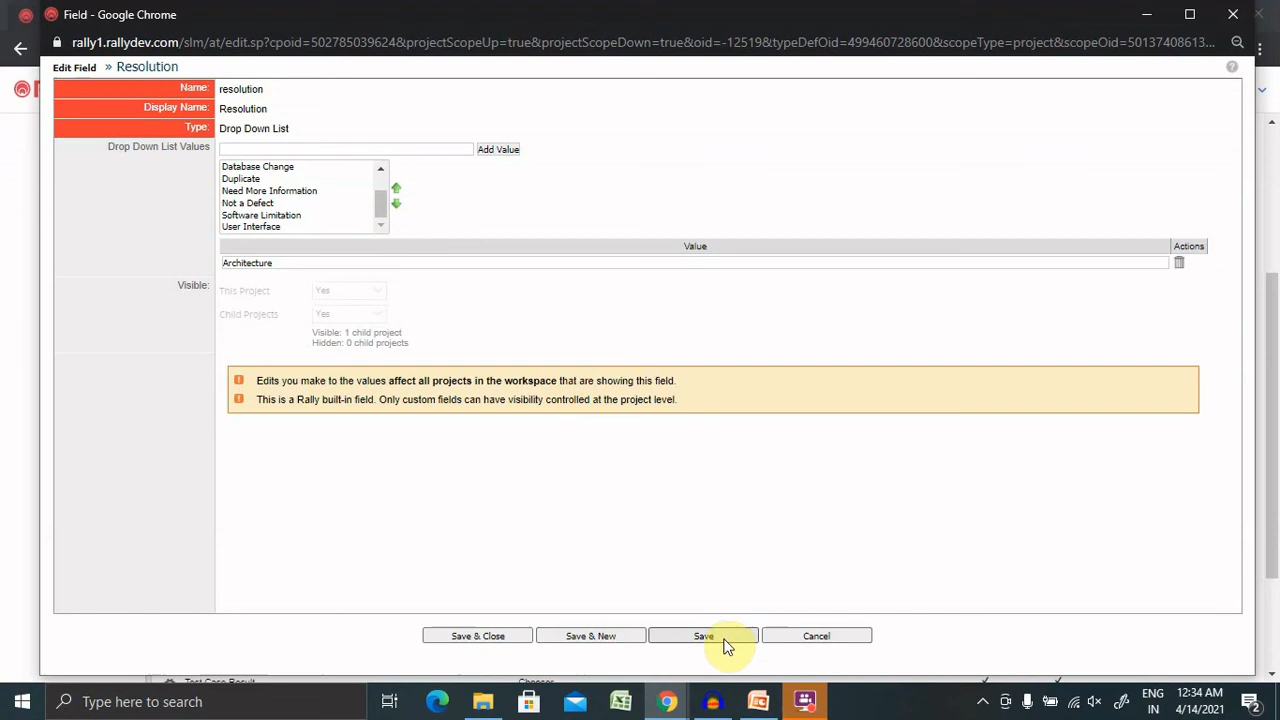 Field - Google Chrome
rally1.rallydev.com/slm/at/edit.sp?cpoid=502785039624&projectScopeUp=true&projectScopeDown=true&oid=-12519&typeDefOid=499460728600&scopeType=project&scopeOid=50137408613...
Edit Field » Resolution
Name: resolution
Display Name: Resolution
Type: Drop Down List
Drop Down List Values Add Value
Database Change
Duplicate
Need More Information
Not a Defect
Software Limitation
User Interface
Value Actions
Architecture
Visible:
This Project Yes
Child Projects Yes
Visible: 1 child project
Hidden: 0 child projects
Edits you make to the values affect all projects in the workspace that are showing this field.
This is a Rally built-in field. Only custom fields can have visibility controlled at the project level.
Save & Close Save & New Save Cancel
Type here to search
ENG
IN
12:34 AM
4/14/2021
2